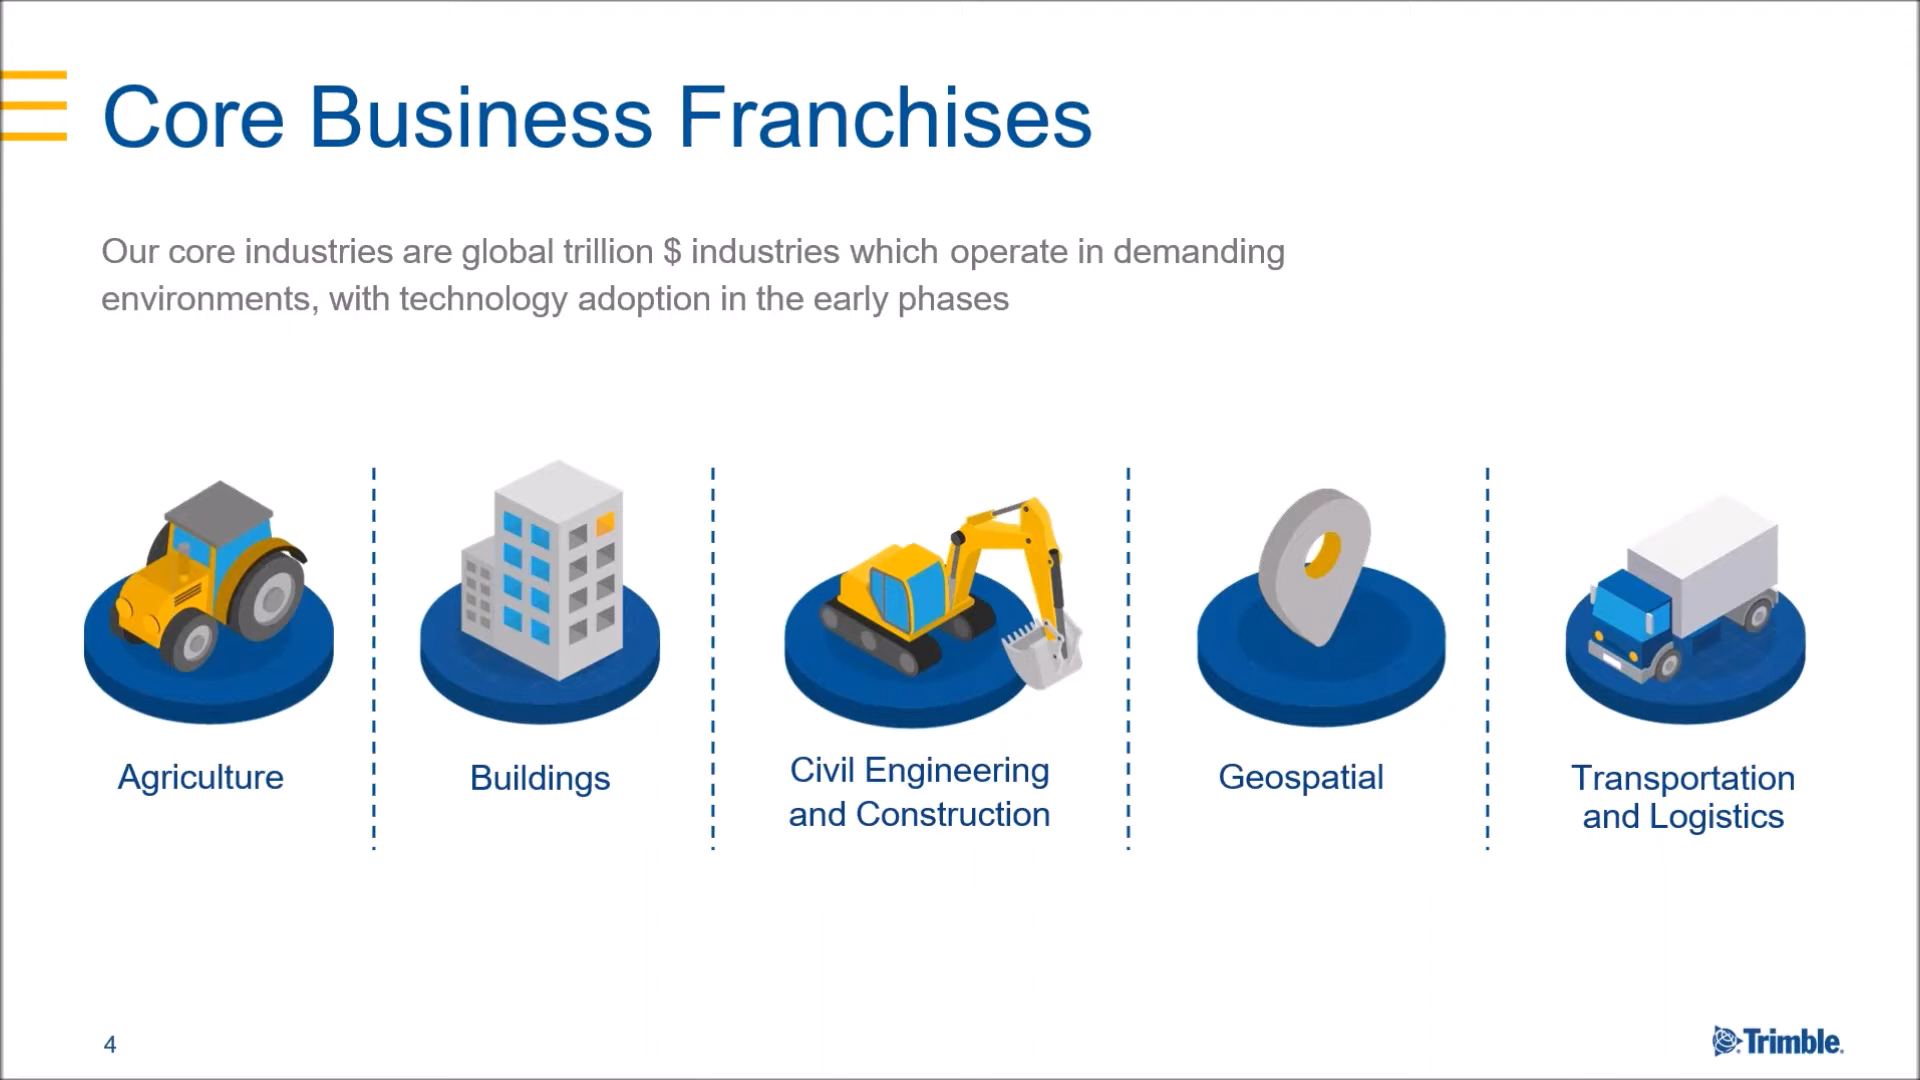 Core Business Franchises
Our core industries are global trillion $ industries which operate in demanding
environments, with technology adoption in the early phases
Agriculture
Buildings
Civil Engineering
and Construction
Geospatial
Transportation
and Logistics
4
Trimble.